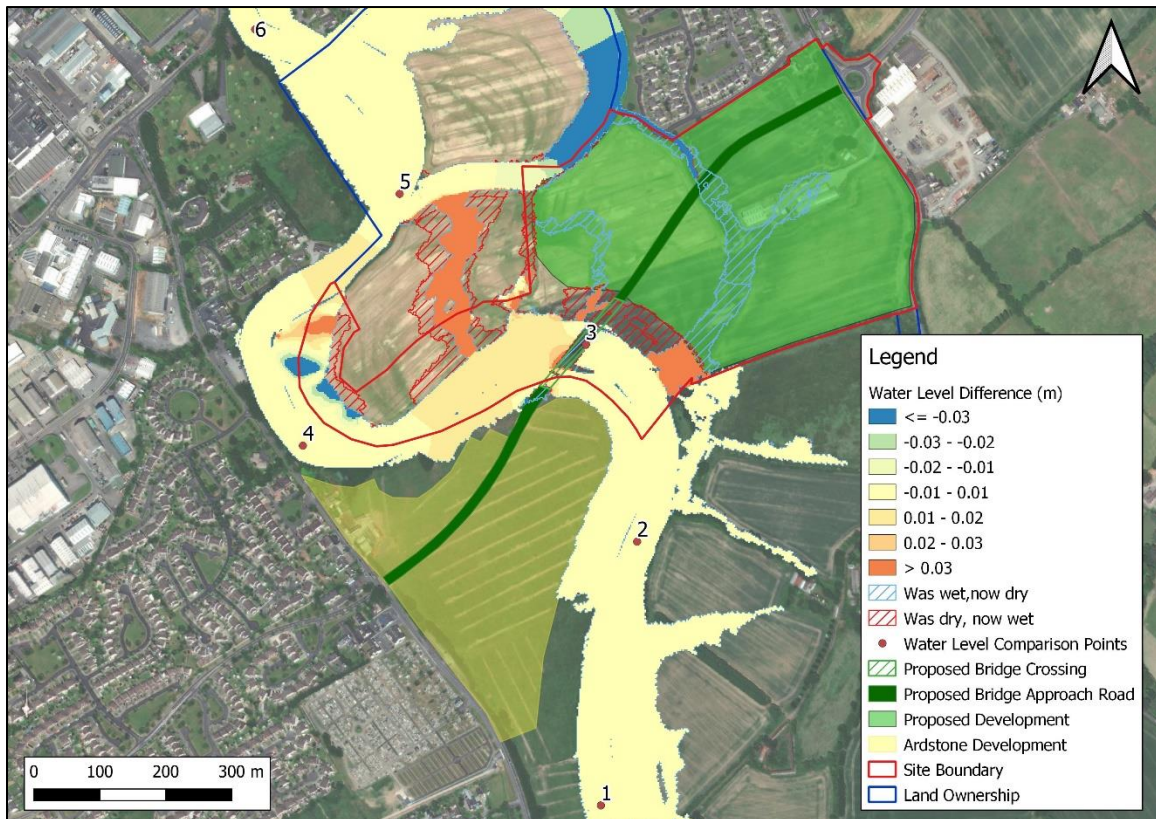 6
5
3
4
2
1
Legend
Water Level Difference (m)
<= -0.03
-0.03 - -0.02
-0.02 - -0.01
-0.01 - 0.01
0.01 - 0.02
0.02 - 0.03
> 0.03
Was wet,now dry
Was dry, now wet
Water Level Comparison Points
Proposed Bridge Crossing
Proposed Bridge Approach Road
Proposed Development
Ardstone Development
Site Boundary
Land Ownership
0 100 200 300 m